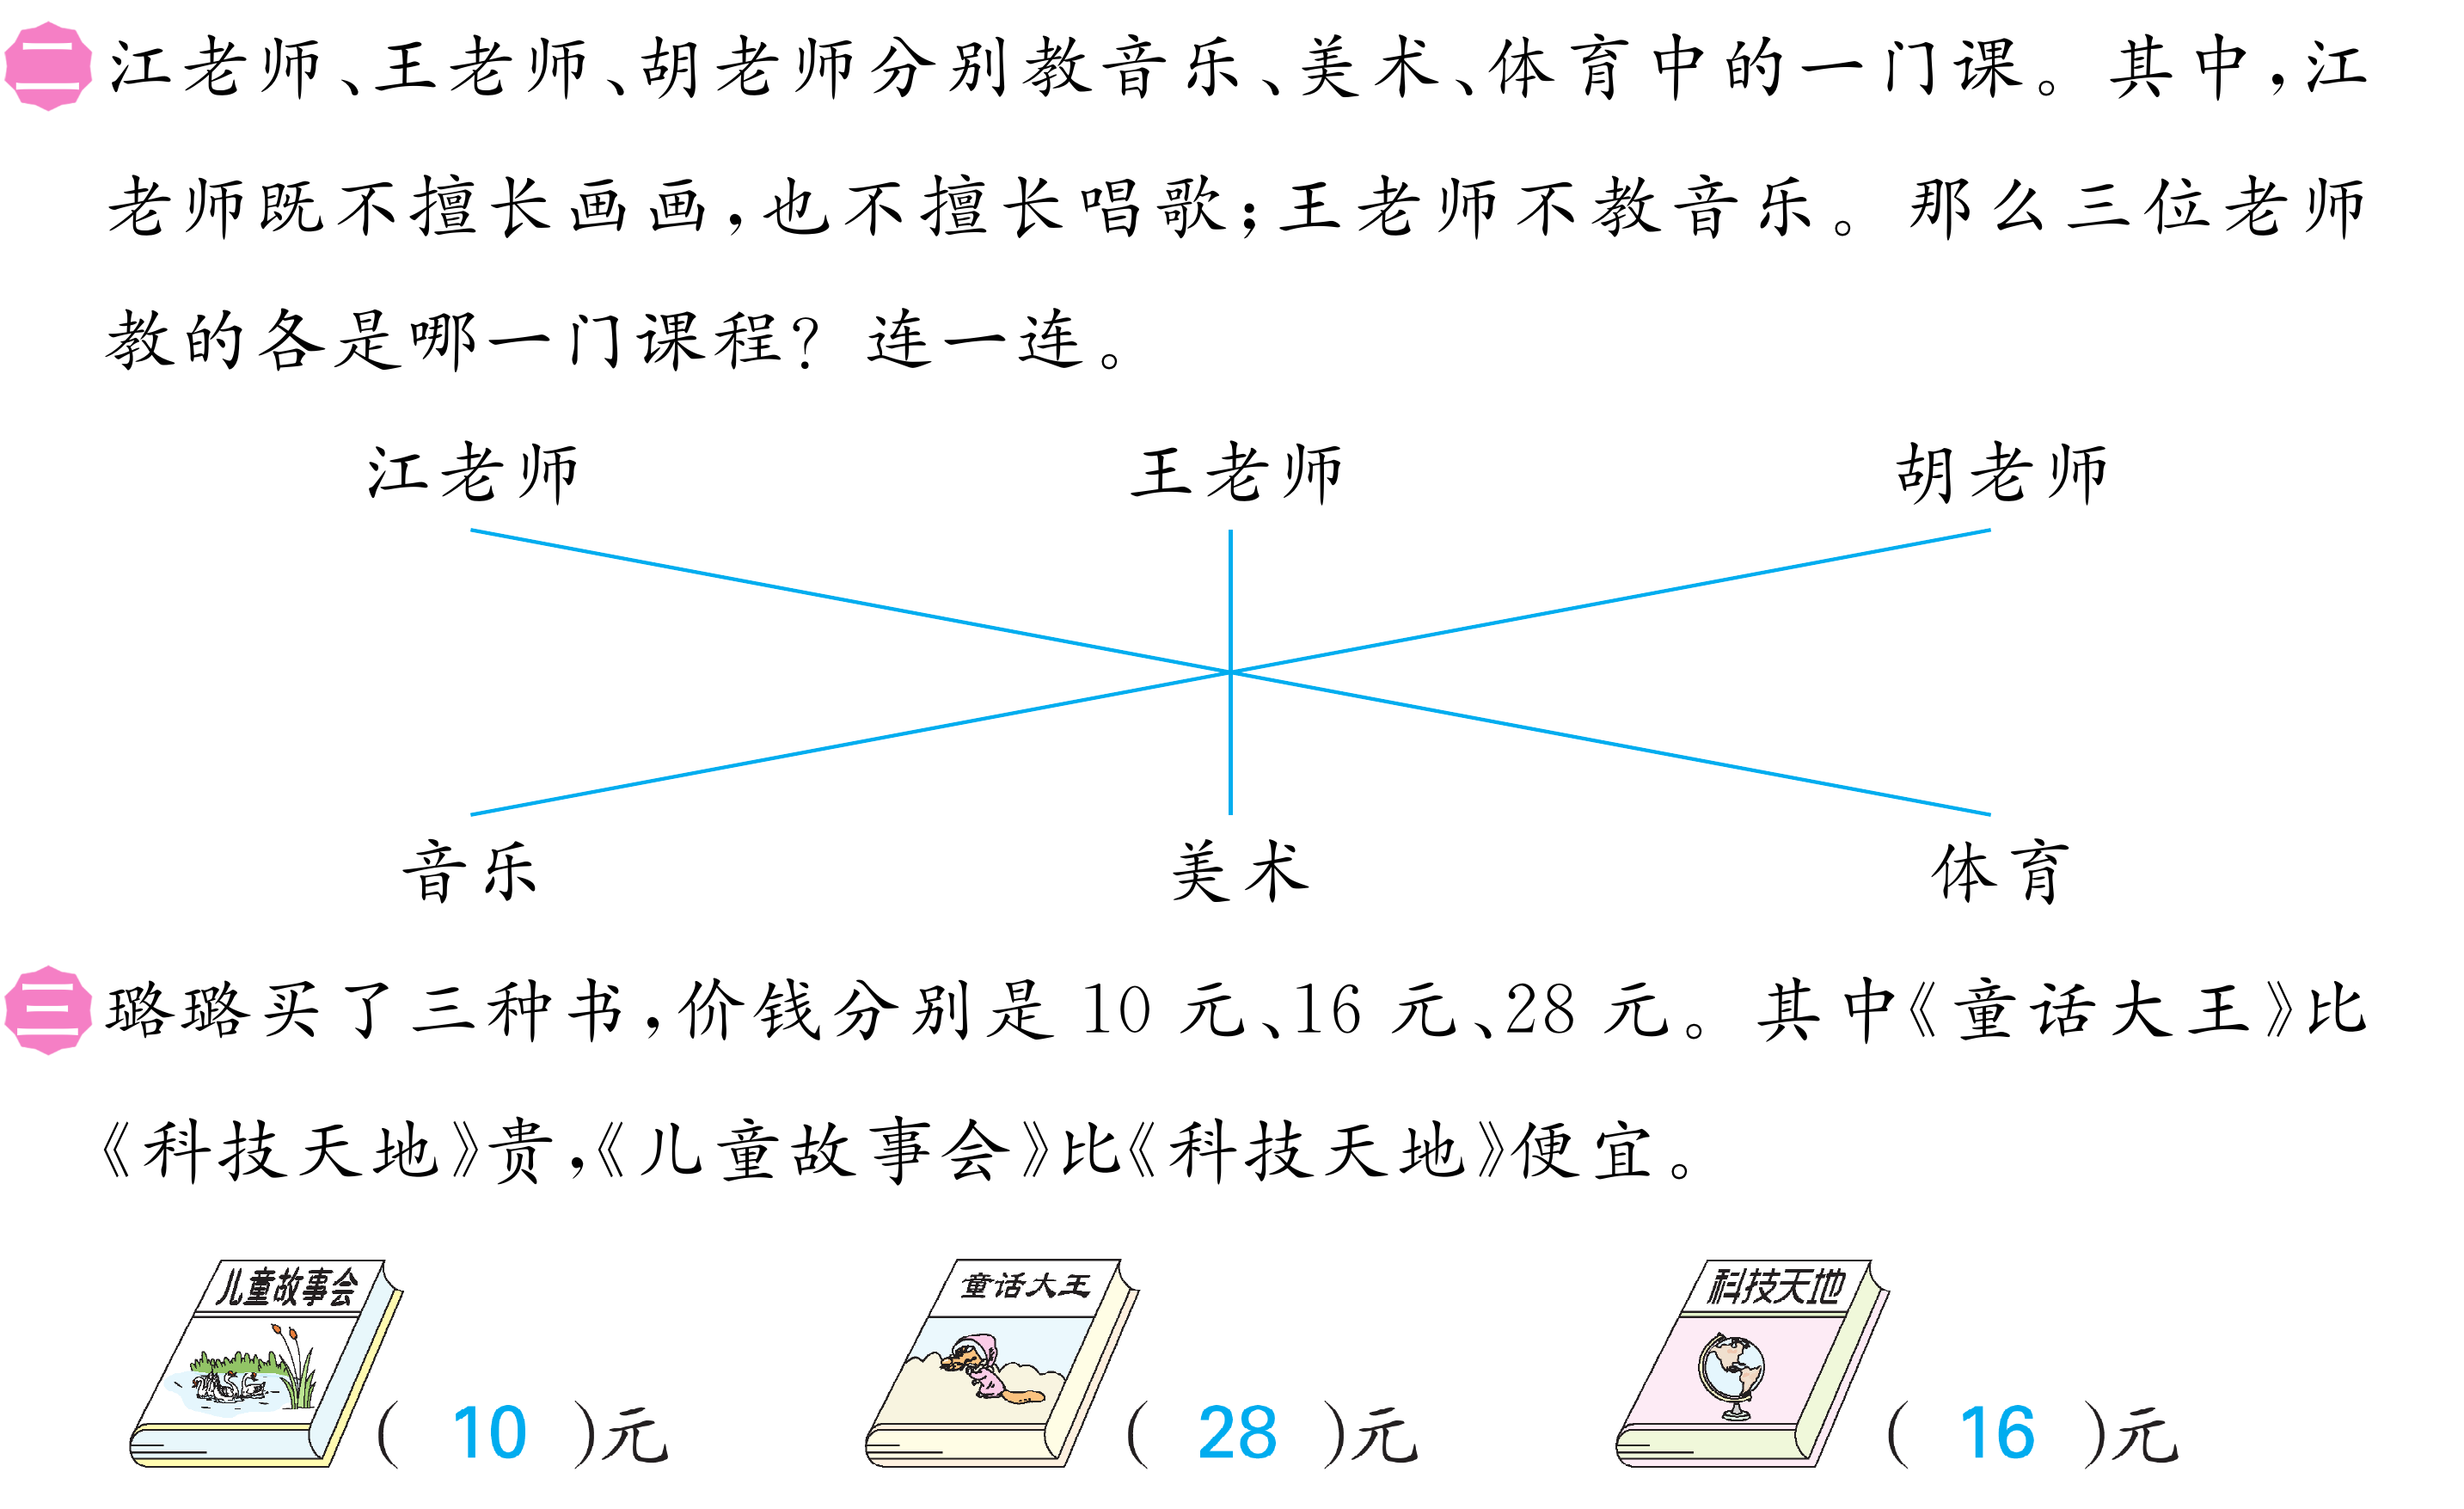 二 江老师、王老师、胡老师分别教音乐、美术、体育中的一门课。其中,江
老师既不擅长画画,也不擅长唱歌;王老师不教音乐。那么三位老师
教的各是哪一门课程? 连一连。
江老师 王老师 胡老师
音乐 美术 体育
三 璐璐买了三种书,价钱分别是 10 元、16 元、28 元。其中《童话大王》比
《科技天地》贵,《儿童故事会》比《科技天地》便宜。
儿童故事会 童话大王 科技天地
( 10 )元 ( 28 )元 ( 16 )元